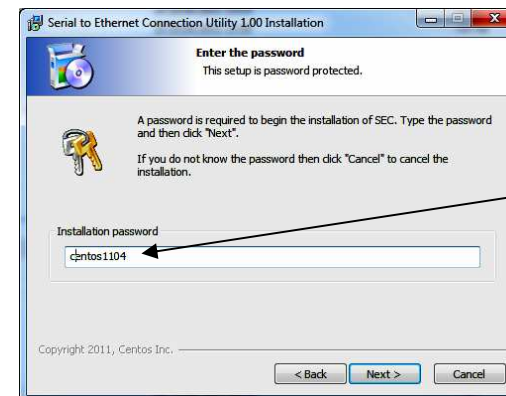 Serial to Ethernet Connection Utility 1.00 Installation
Enter the password
This setup is password protected.
A password is required to begin the installation of SEC. Type the password
and then click "Next".
If you do not know the password then click "Cancel" to cancel the
installation.
Installation password
centos1104
Copyright 2011, Centos Inc.
< Back Next > Cancel